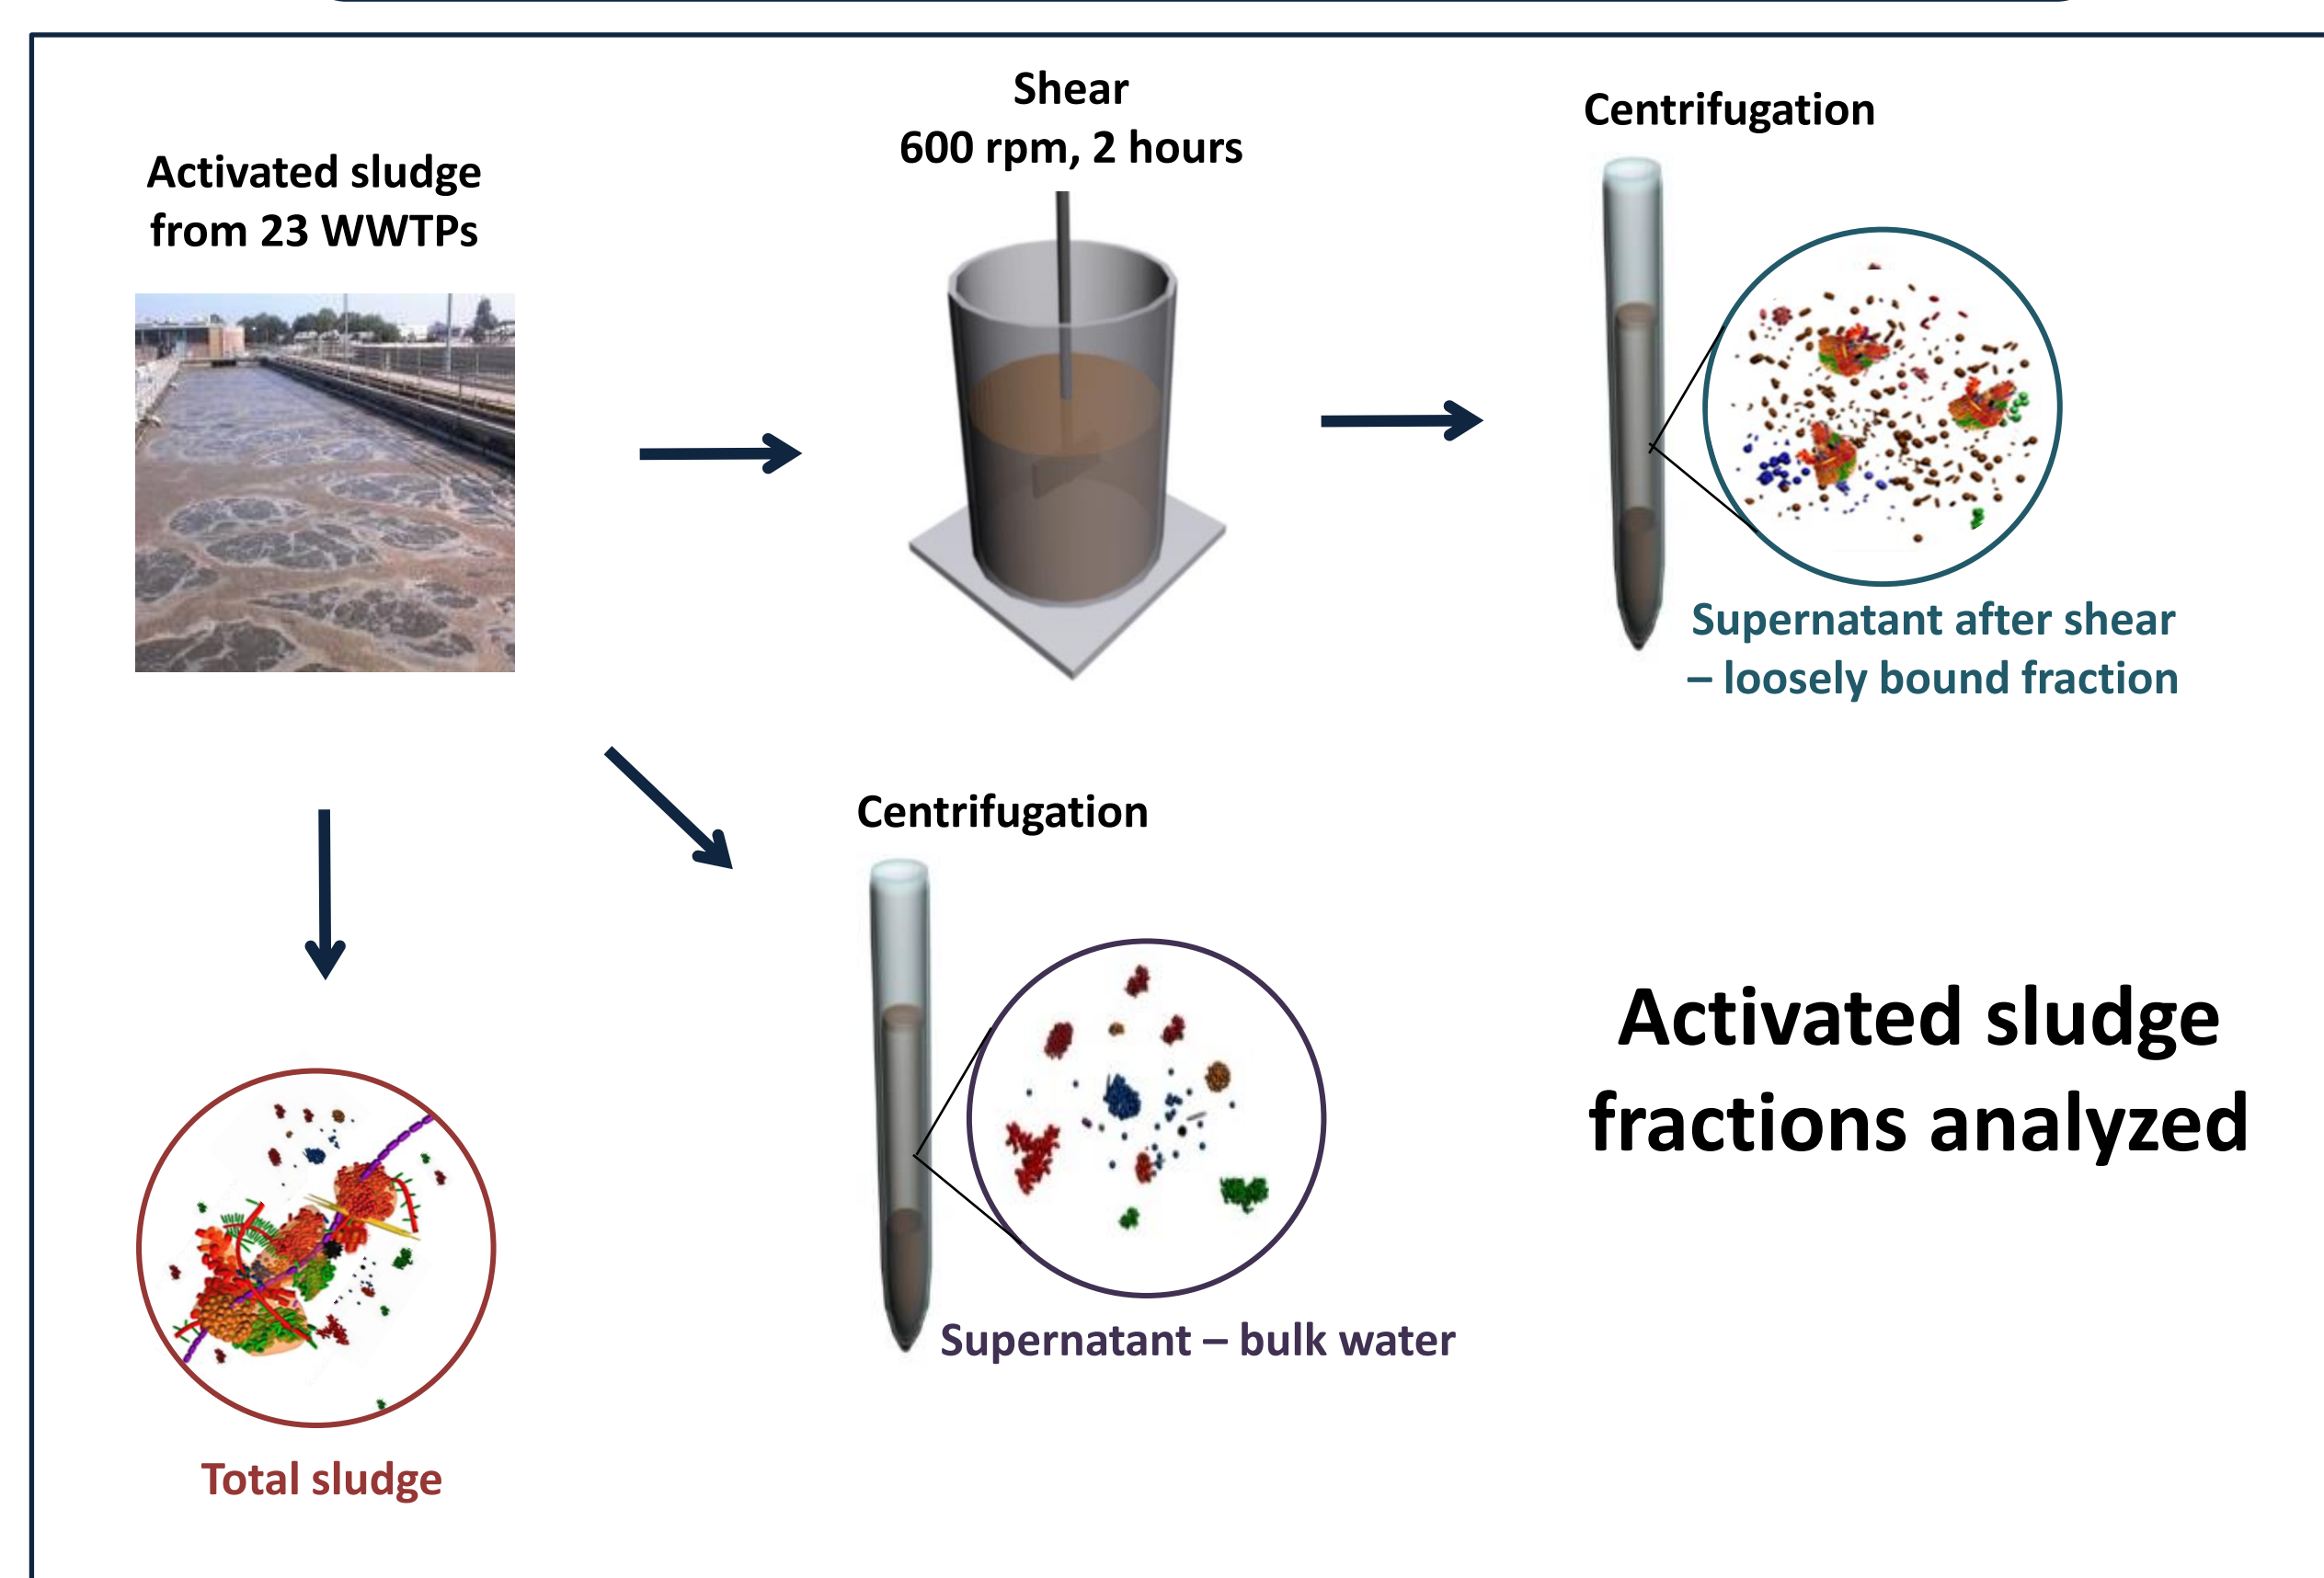 Activated sludge
from 23 WWTPs
Shear
600 rpm, 2 hours
Centrifugation
Supernatant after shear
– loosely bound fraction
Centrifugation
Supernatant – bulk water
Total sludge
Activated sludge
fractions analyzed